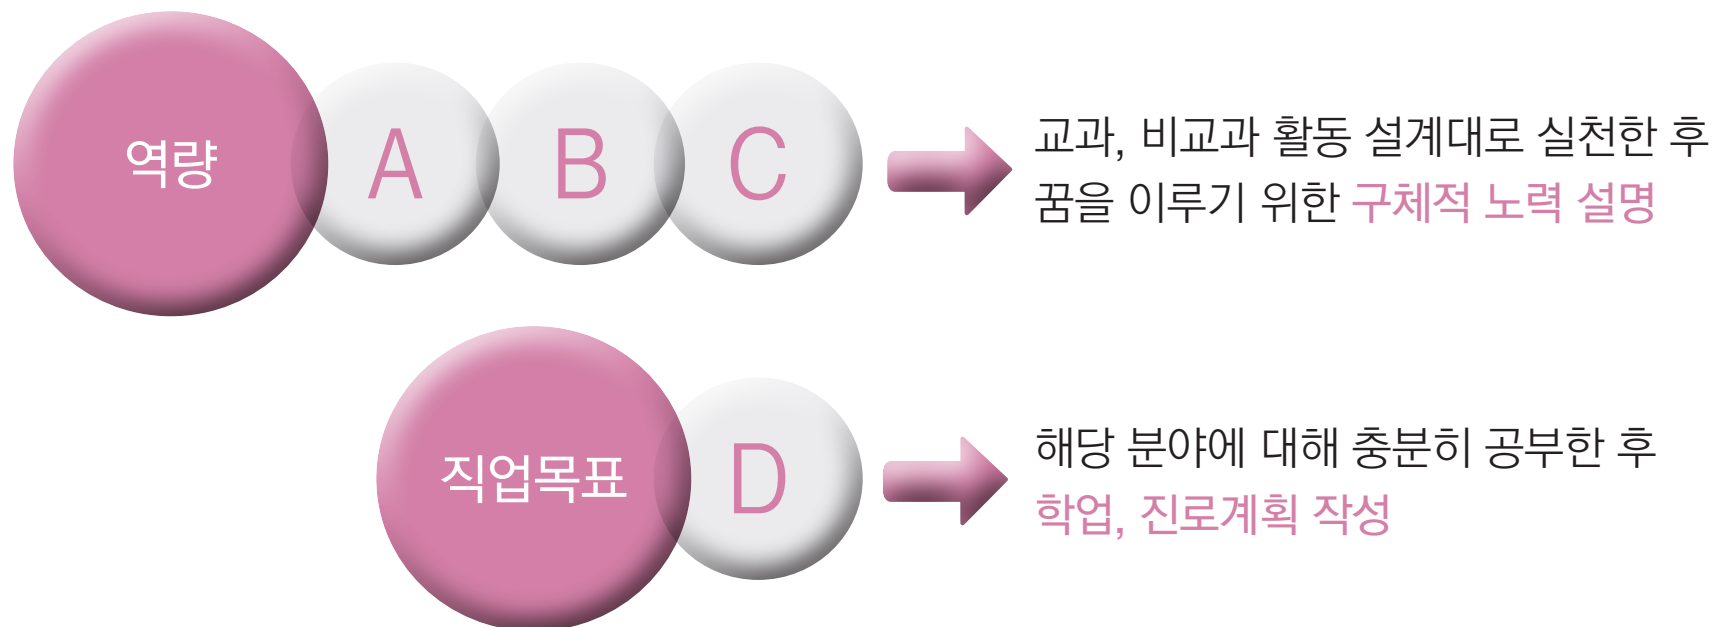 역량 A B C
교과, 비교과 활동 설계대로 실천한 후
꿈을 이루기 위한 구체적 노력 설명
직업목표 D
해당 분야에 대해 충분히 공부한 후
학업, 진로계획 작성